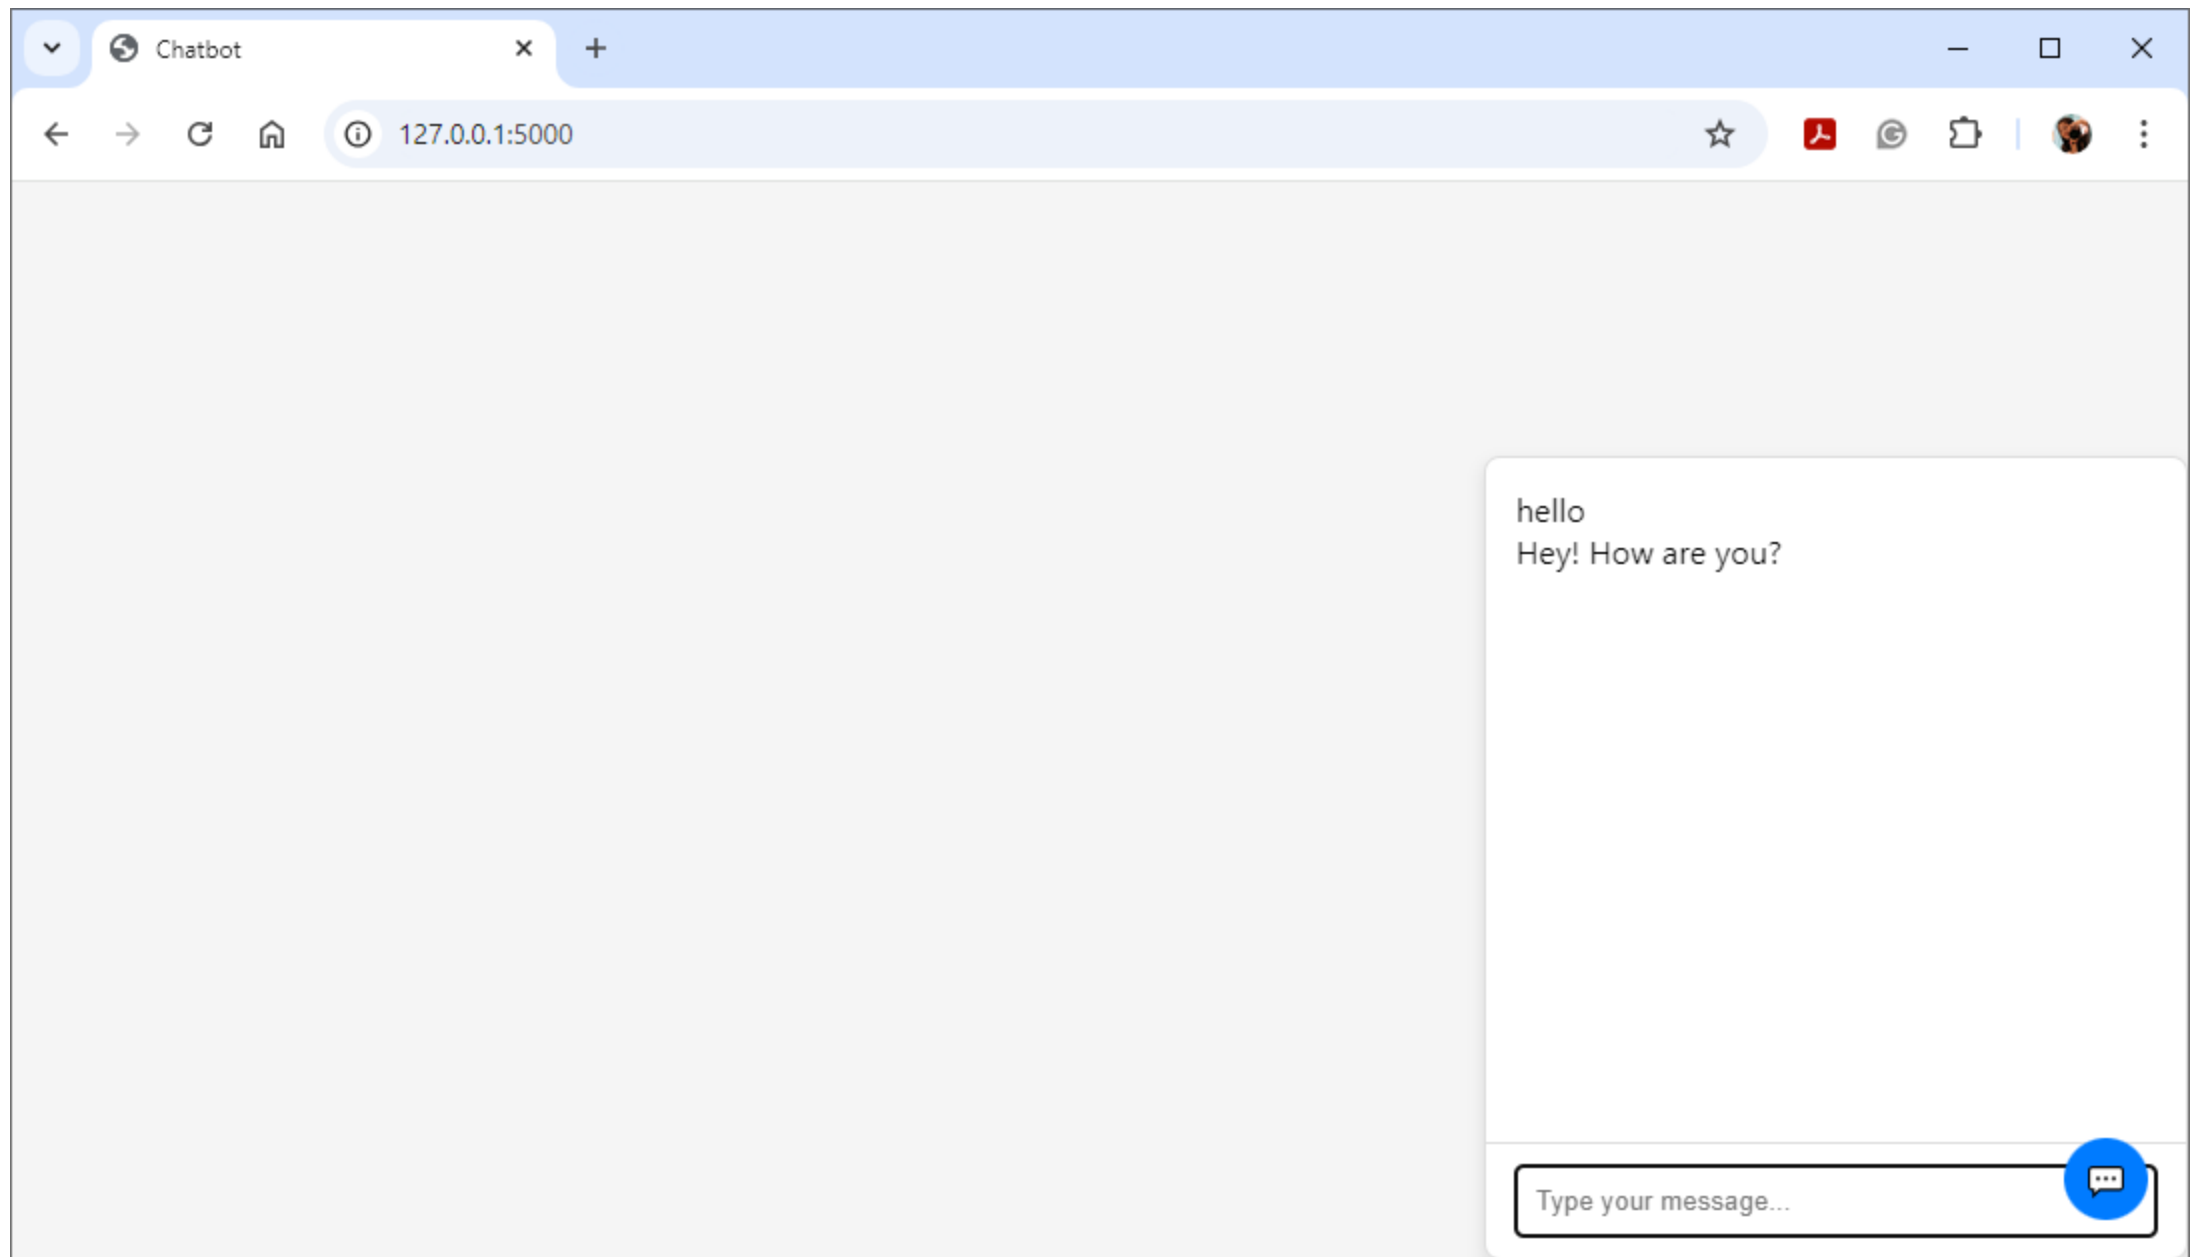 Chatbot
127.0.0.1:5000
hello
Hey! How are you?
Type your message...